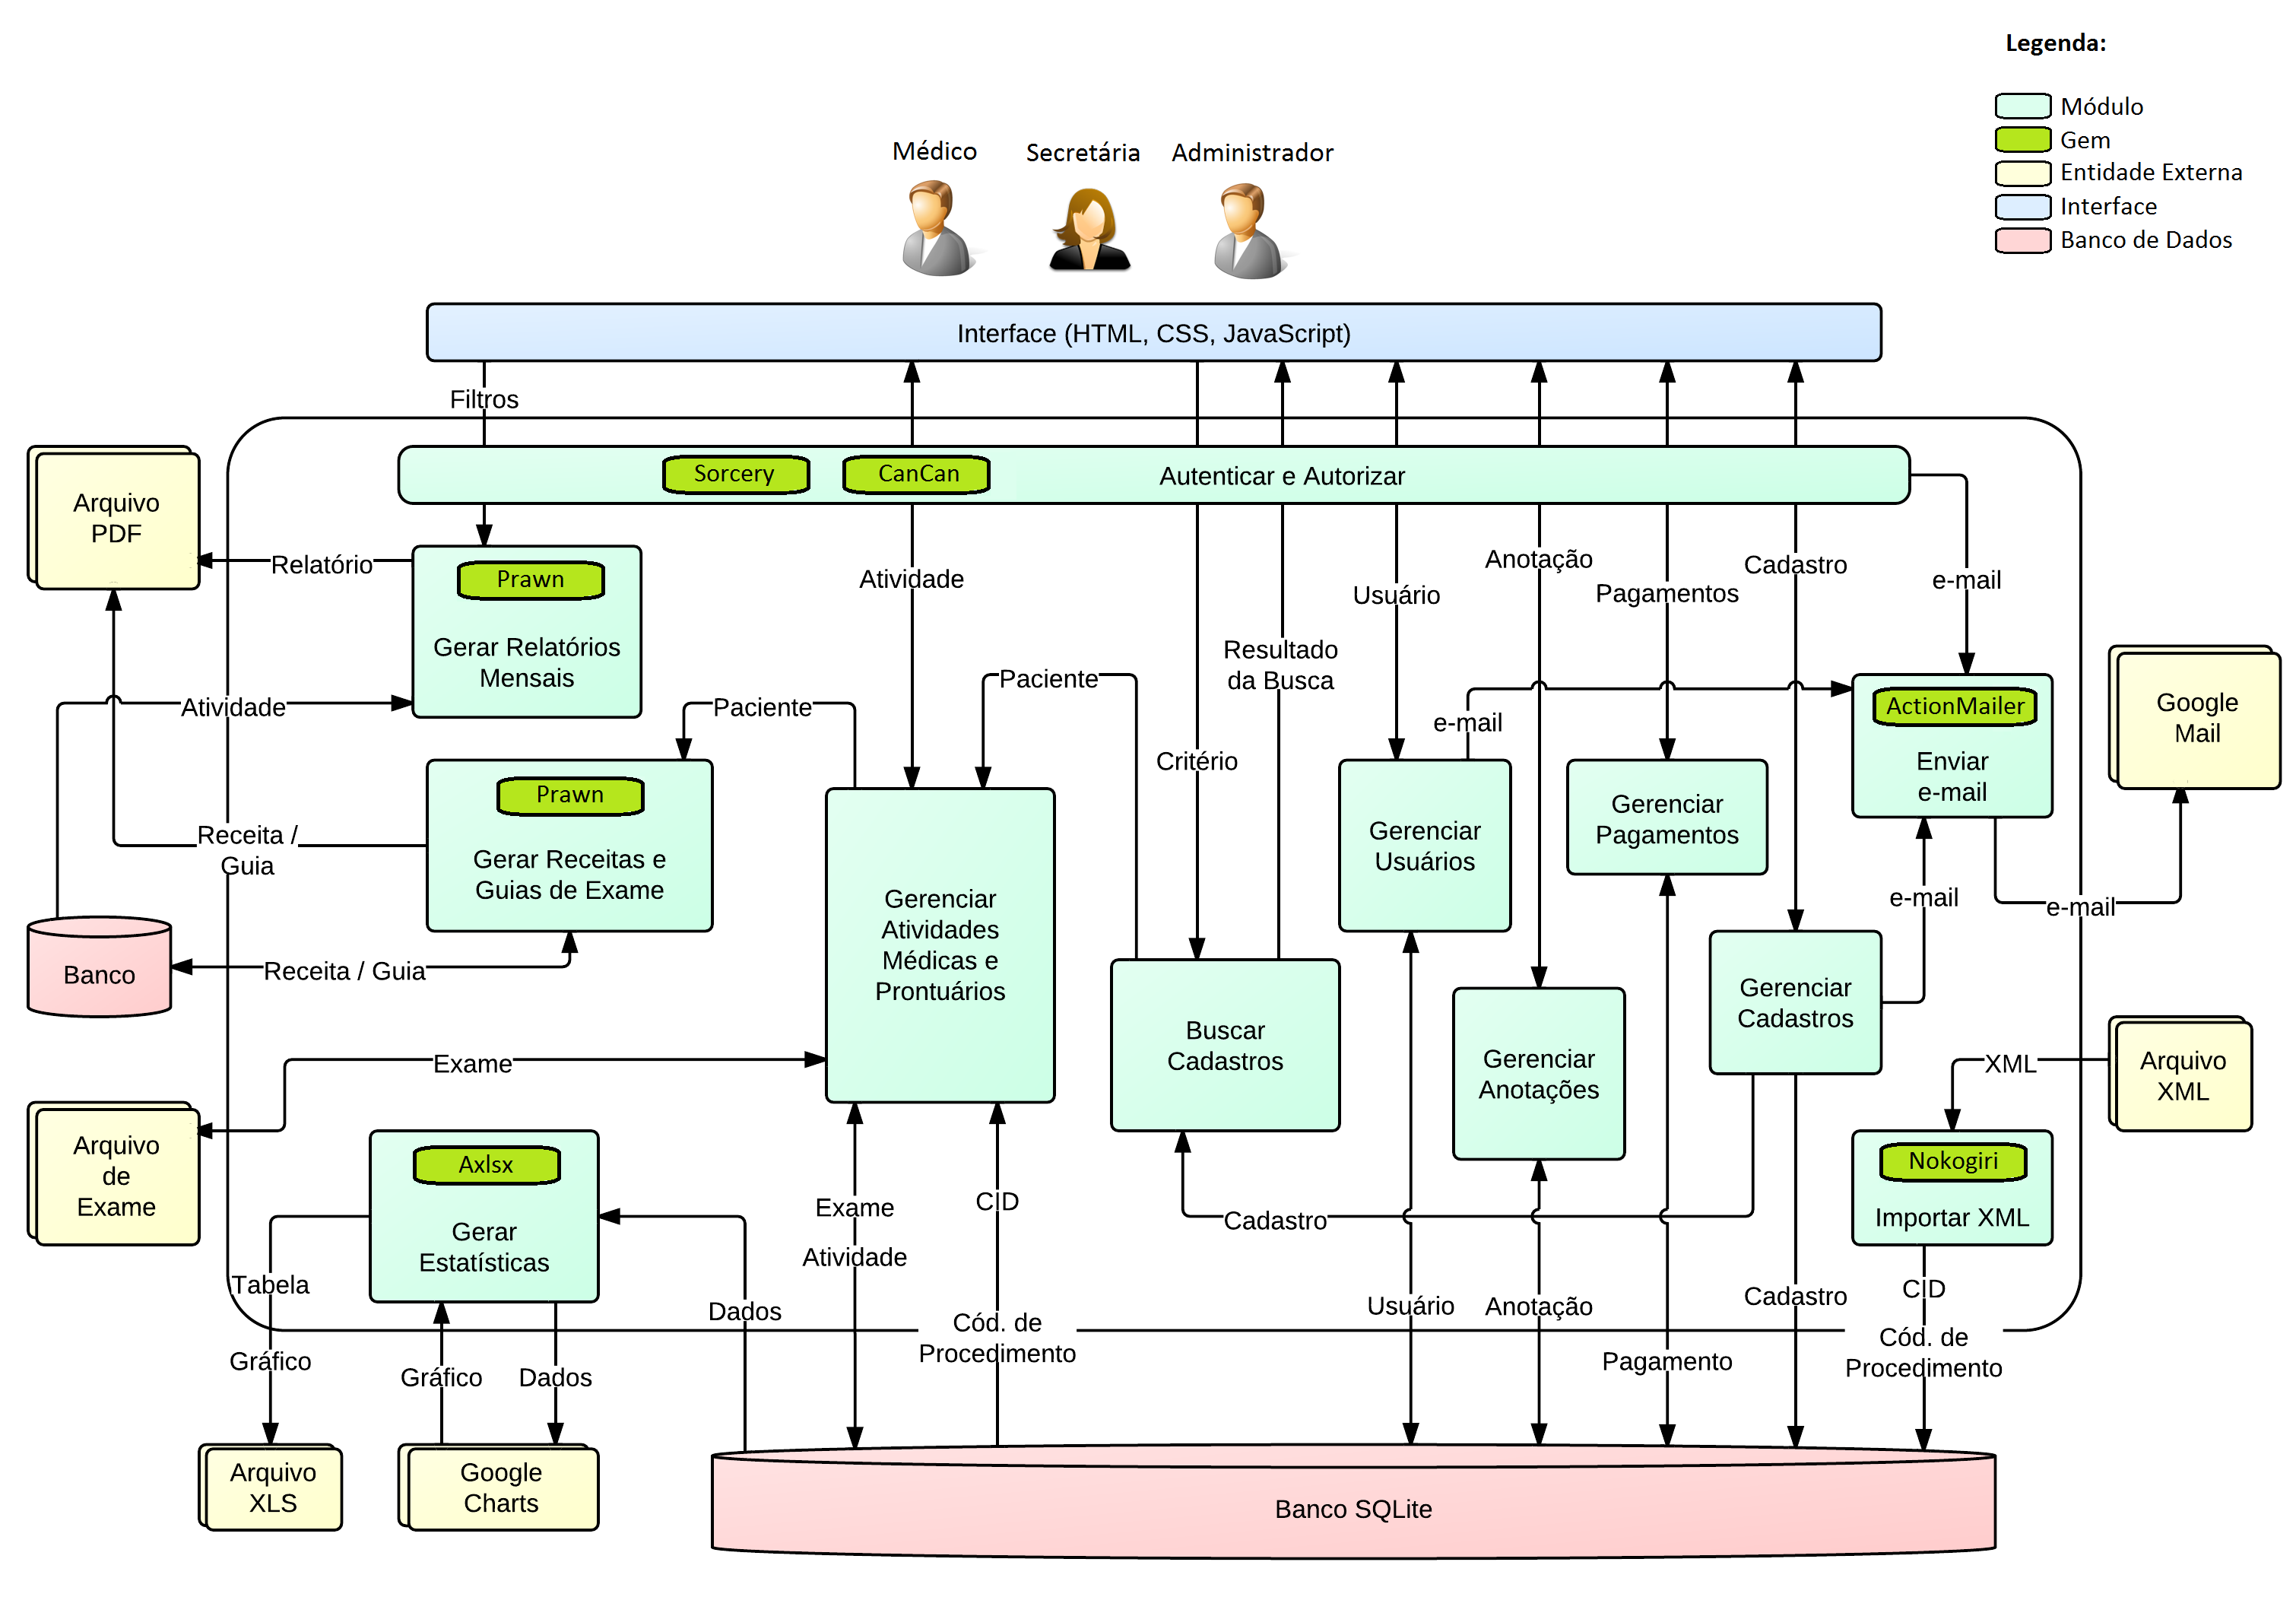 Legenda:
Módulo
Gem
Entidade Externa
Interface
Banco de Dados
Médico
Secretária
Administrador
Interface (HTML, CSS, JavaScript)
Filtros
Sorcery
CanCan
Autenticar e Autorizar
Arquivo
PDF
Relatório
Prawn
Gerar Relatórios
Mensais
Atividade
Atividade
Paciente
Paciente
Resultado
da Busca
Critério
Usuário
Anotação
Pagamentos
Cadastro
e-mail
e-mail
ActionMailer
Enviar
e-mail
Google
Mail
Receita /
Guia
Prawn
Gerar Receitas e
Guias de Exame
Gerenciar
Atividades
Médicas e
Prontuários
Gerenciar
Usuários
Gerenciar
Pagamentos
e-mail
e-mail
Banco
Receita / Guia
Buscar
Cadastros
Gerenciar
Anotações
Gerenciar
Cadastros
Exame
XML
Arquivo
XML
Arquivo
de
Exame
Axlsx
Gerar
Estatísticas
Exame
Atividade
CID
Cód. de
Procedimento
Cadastro
Nokogiri
Importar XML
Tabela
Gráfico
Gráfico
Dados
Dados
Usuário
Anotação
Pagamento
Cadastro
CID
Cód. de
Procedimento
Arquivo
XLS
Google
Charts
Banco SQLite